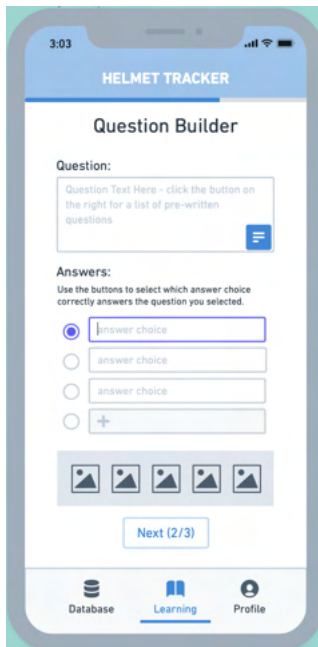 3:03
HELMET TRACKER
Question Builder
Question:
Question Text Here - click the button on
the right for a list of pre-written
questions
Answers:
Use the buttons to select which answer choice
correctly answers the question you selected.
answer choice
answer choice
answer choice
+
Next (2/3)
Database Learning Profile